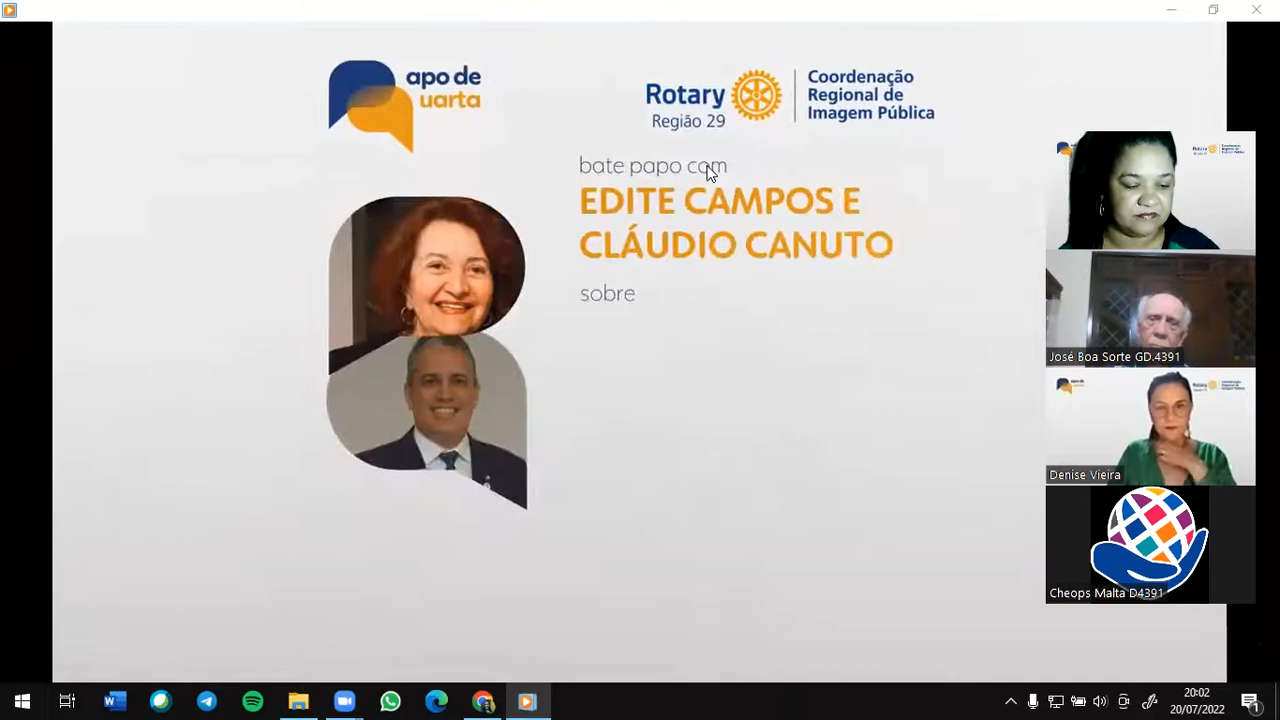 apo de
uarta
Rotary
Região 29
Coordenação
Regional de
Imagem Pública
bate papo com
EDITE CAMPOS E
CLÁUDIO CANUTO
sobre
José Boa Sorte GD.4391
Denise Vieira
Cheops Malta D4391
20:02
20/07/2022